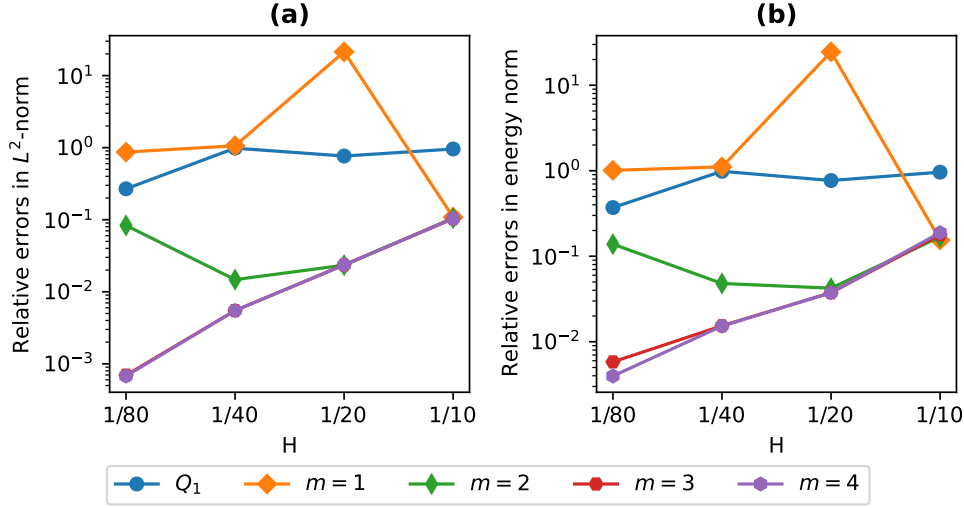 (a)
Relative errors in $L^2$-norm
10^1
10^0
10^{-1}
10^{-2}
10^{-3}
1/80 1/40 1/20 1/10
H
(b)
Relative errors in energy norm
10^1
10^0
10^{-1}
10^{-2}
1/80 1/40 1/20 1/10
H
$Q_1$ $m = 1$ $m = 2$ $m = 3$ $m = 4$